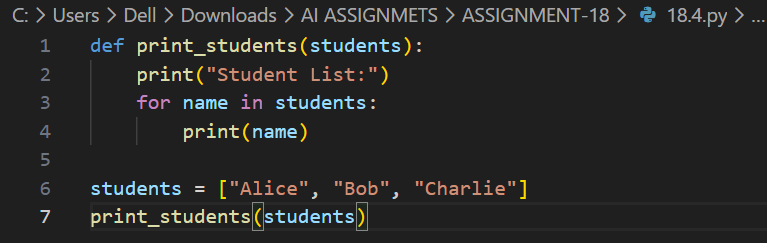 C: > Users > Dell > Downloads > AI ASSIGNMETS > ASSIGNMENT-18 > 18.4.py > ...
1 def print_students(students):
2     print("Student List:")
3     for name in students:
4         print(name)
5
6 students = ["Alice", "Bob", "Charlie"]
7 print_students(students)